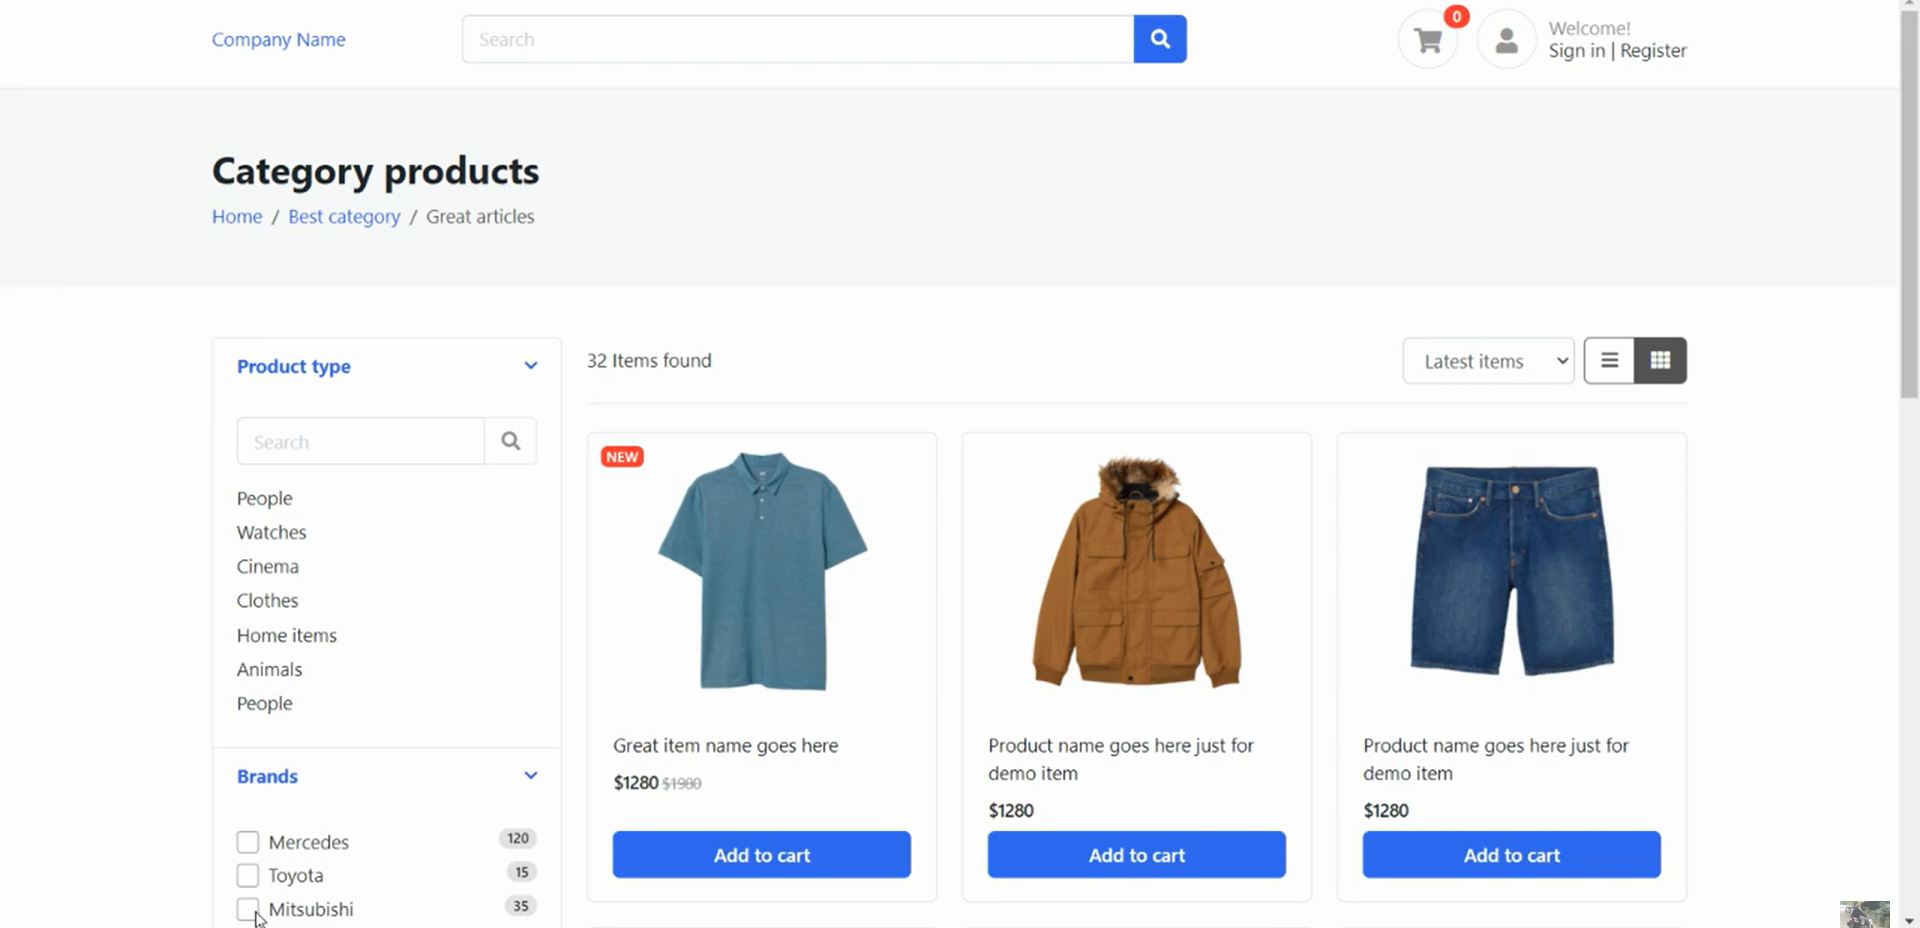 Company Name
Search
0
Welcome!
Sign in | Register
Category products
Home / Best category / Great articles
Product type
Search
People
Watches
Cinema
Clothes
Home items
Animals
People
Brands
Mercedes 120
Toyota 15
Mitsubishi 35
32 Items found
Latest items
NEW
Great item name goes here
$1280 $1980
Add to cart
Product name goes here just for
demo item
$1280
Add to cart
Product name goes here just for
demo item
$1280
Add to cart